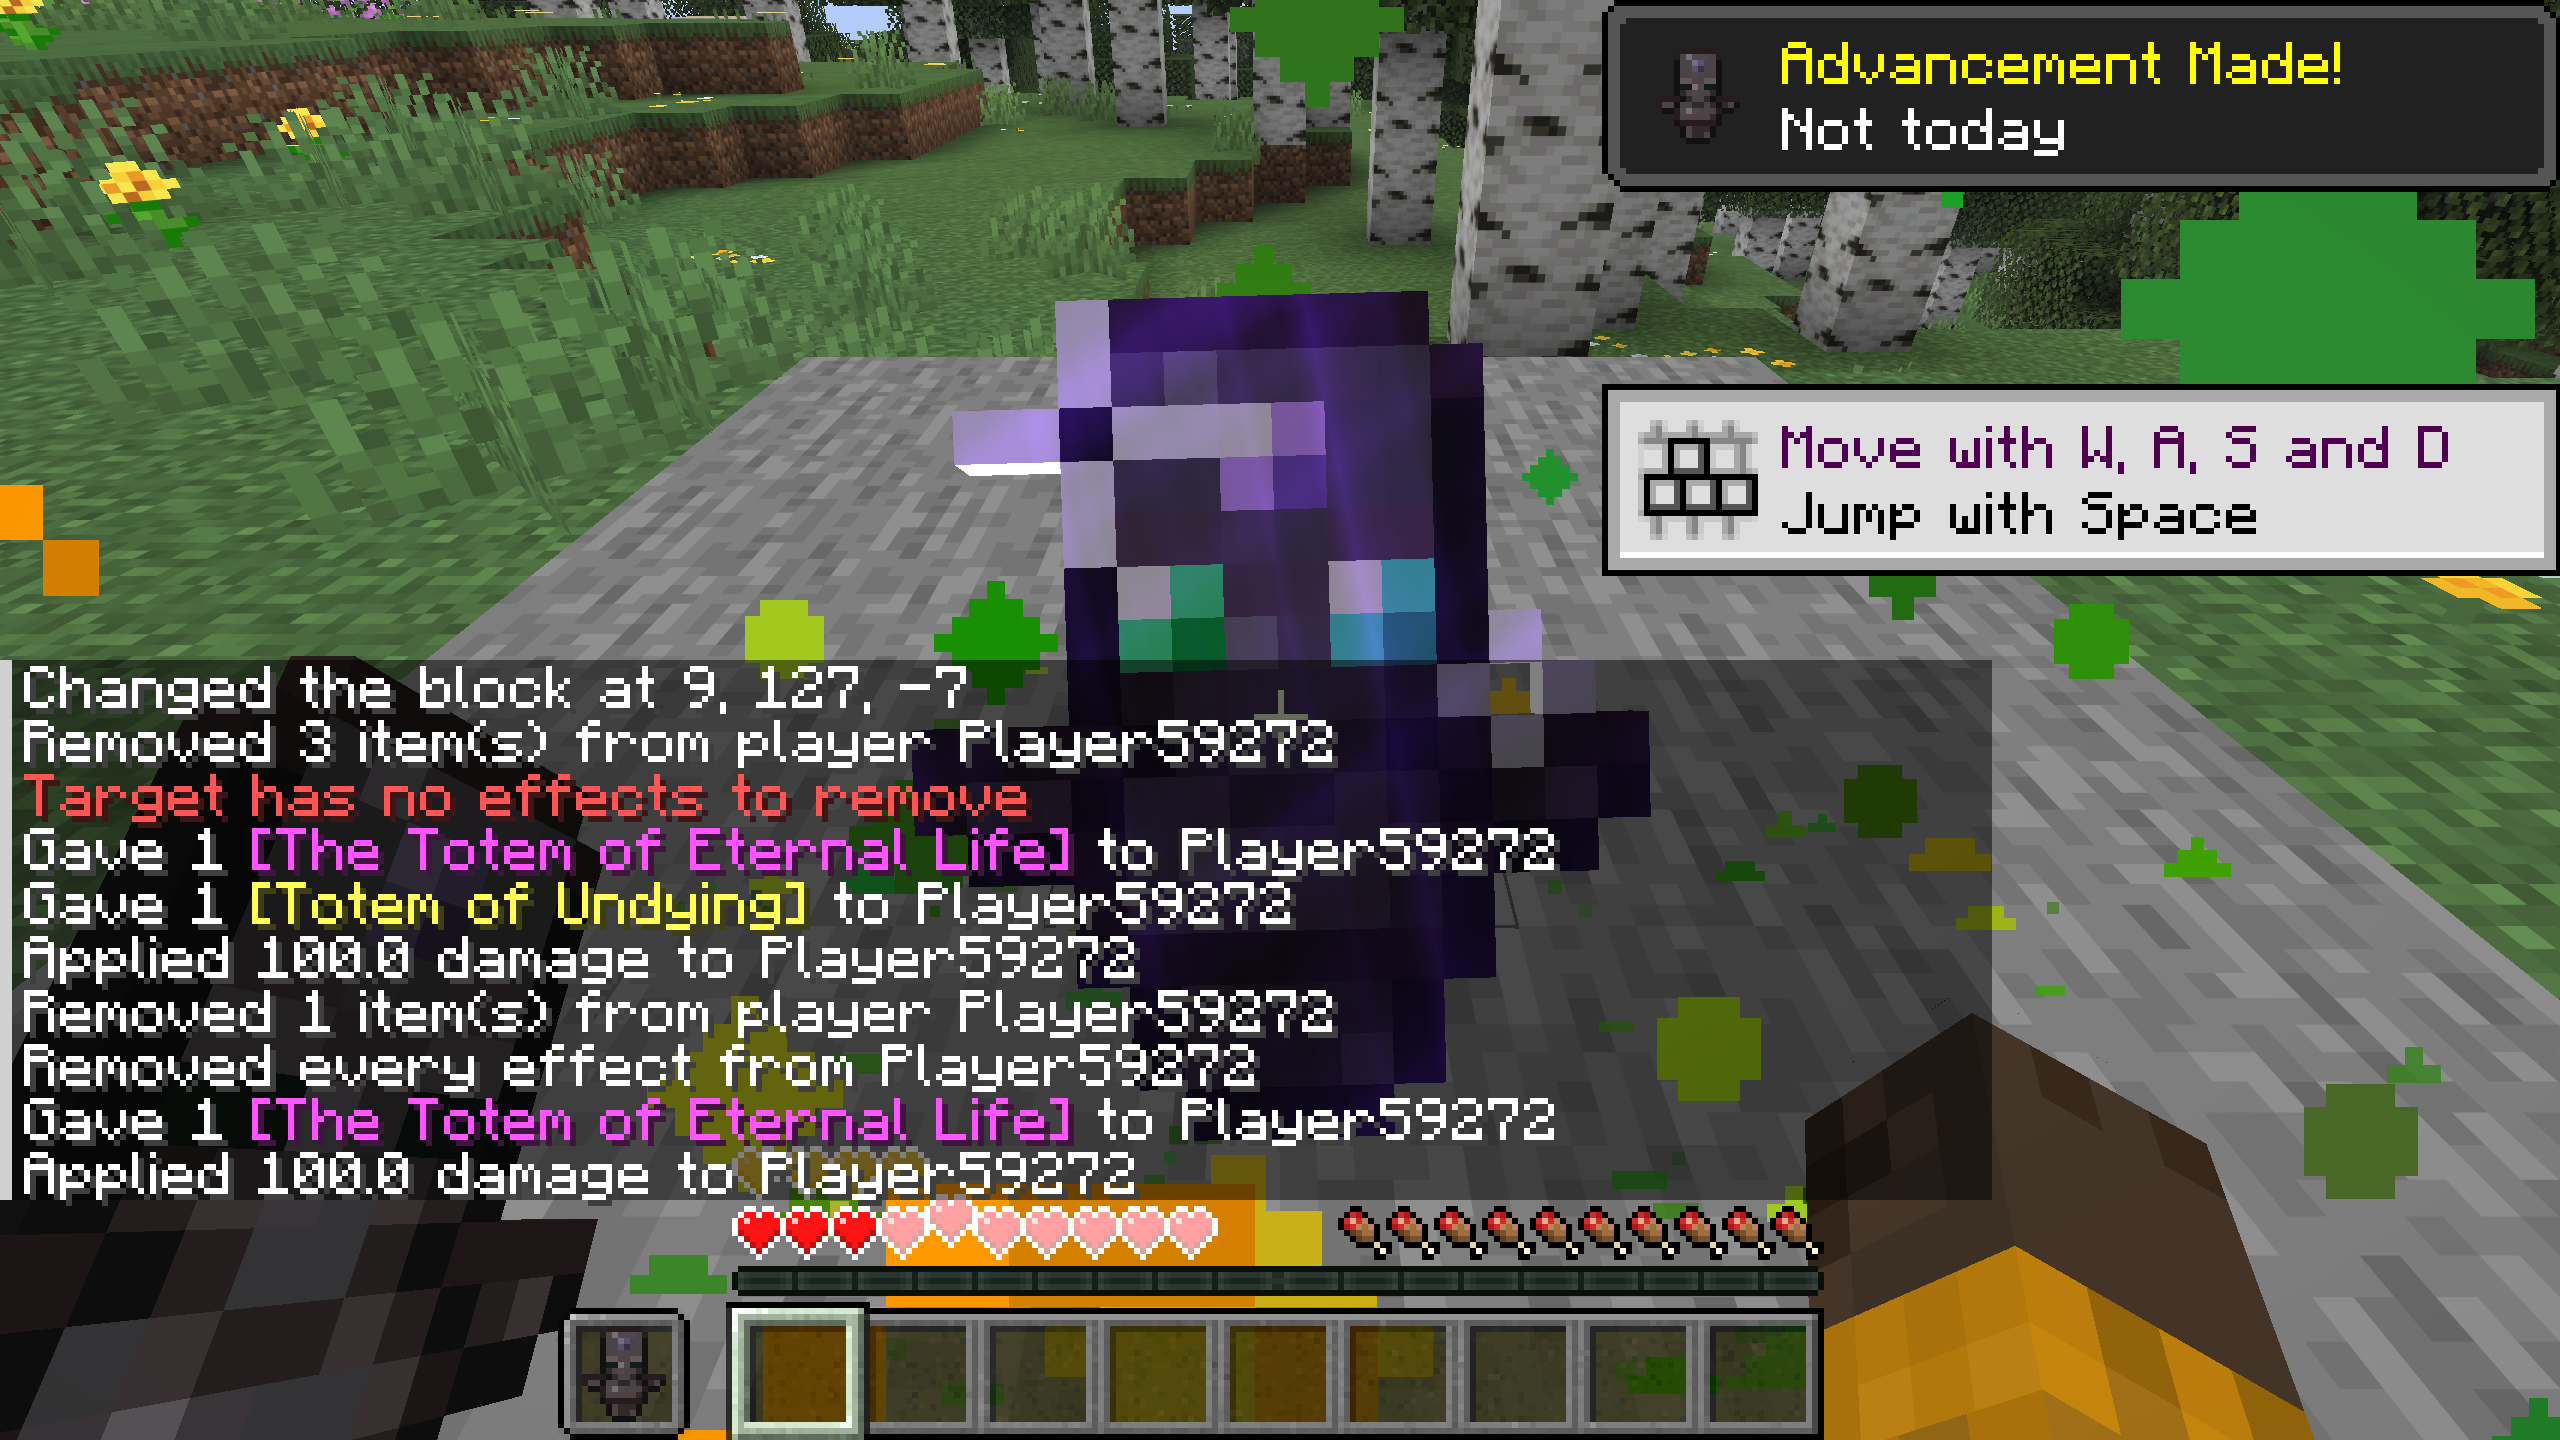 Advancement Made!
Not today
Move with W, A, S and D
Jump with Space
Changed the block at 9, 127, -7
Removed 3 item(s) from player Player59272
Target has no effects to remove
Gave 1 [The Totem of Eternal Life] to Player59272
Gave 1 [Totem of Undying] to Player59272
Applied 100.0 damage to Player59272
Removed 1 item(s) from player Player59272
Removed every effect from Player59272
Gave 1 [The Totem of Eternal Life] to Player59272
Applied 100.0 damage to Player59272